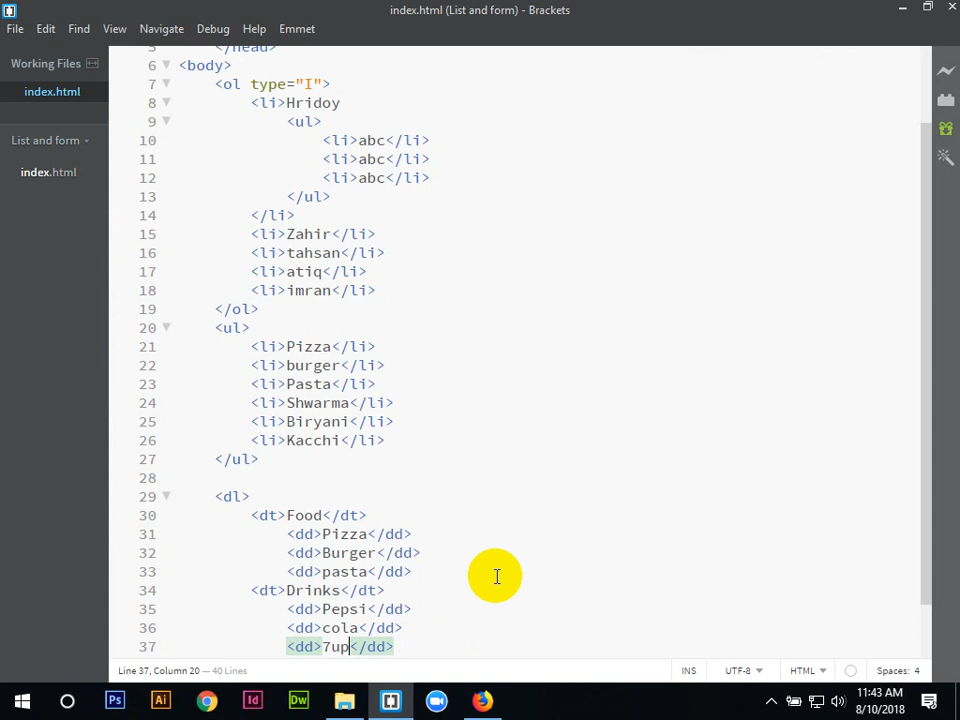 index.html (List and form) - Brackets
File Edit Find View Navigate Debug Help Emmet
Working Files
index.html
List and form
index.html
5 </head>
6 <body>
7 <ol type="I">
8 <li>Hridoy
9 <ul>
10 <li>abc</li>
11 <li>abc</li>
12 <li>abc</li>
13 </ul>
14 </li>
15 <li>Zahir</li>
16 <li>tahsan</li>
17 <li>atiq</li>
18 <li>imran</li>
19 </ol>
20 <ul>
21 <li>Pizza</li>
22 <li>burger</li>
23 <li>Pasta</li>
24 <li>Shwarma</li>
25 <li>Biryani</li>
26 <li>Kacchi</li>
27 </ul>
28
29 <dl>
30 <dt>Food</dt>
31 <dd>Pizza</dd>
32 <dd>Burger</dd>
33 <dd>pasta</dd>
34 <dt>Drinks</dt>
35 <dd>Pepsi</dd>
36 <dd>cola</dd>
37 <dd>7up</dd>
Line 37, Column 20 — 40 Lines INS UTF-8 HTML Spaces: 4
Ps Ai Id Dw
11:43 AM
8/10/2018